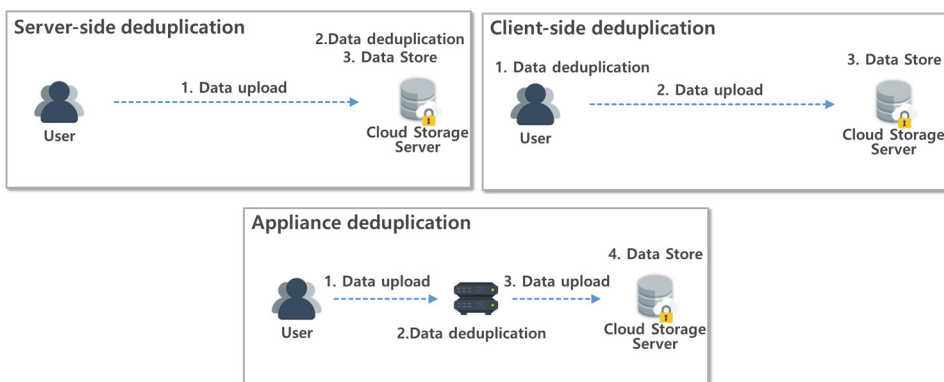 Server-side deduplication
2.Data deduplication
3. Data Store
1. Data upload
User
Cloud Storage
Server
Client-side deduplication
1. Data deduplication
2. Data upload
3. Data Store
User
Cloud Storage
Server
Appliance deduplication
1. Data upload
3. Data upload
4. Data Store
User
2.Data deduplication
Cloud Storage
Server